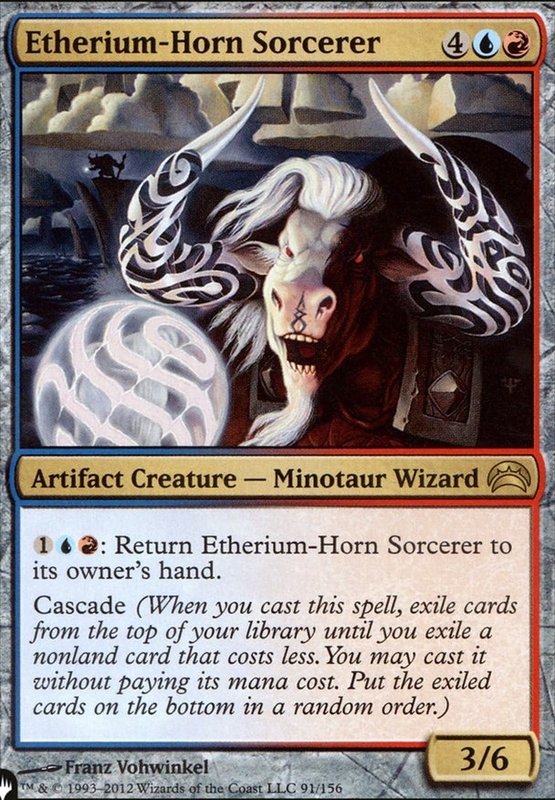 Etherium-Horn Sorcerer 4
Artifact Creature — Minotaur Wizard
1: Return Etherium-Horn Sorcerer to
its owner's hand.
Cascade (When you cast this spell, exile cards
from the top of your library until you exile a
nonland card that costs less. You may cast it
without paying its mana cost. Put the exiled
cards on the bottom in a random order.)
3/6
Franz Vohwinkel
™ & © 1993–2012 Wizards of the Coast LLC 91/156